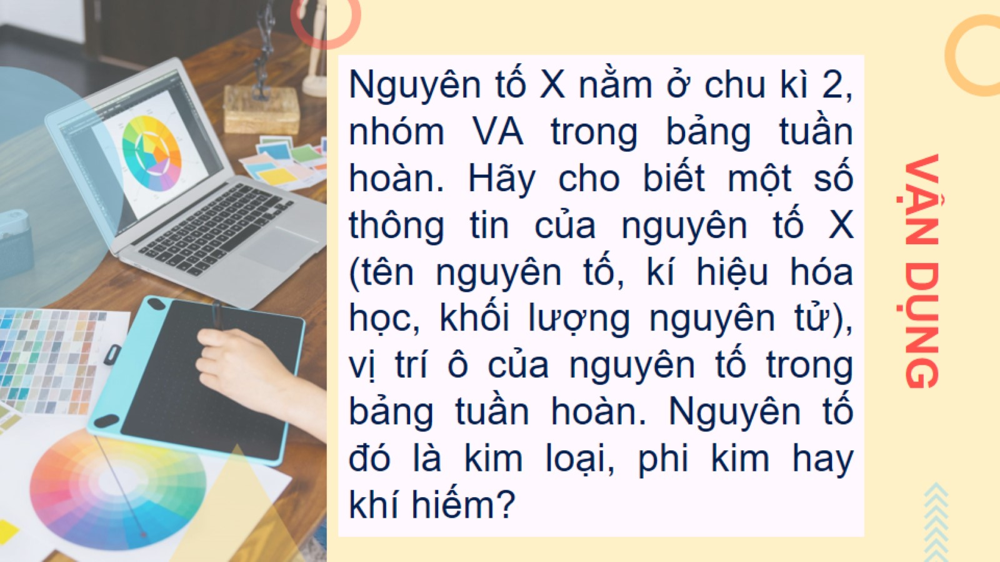 Nguyên tố X nằm ở chu kì 2,
nhóm VA trong bảng tuần
hoàn. Hãy cho biết một số
thông tin của nguyên tố X
(tên nguyên tố, kí hiệu hóa
học, khối lượng nguyên tử),
vị trí ô của nguyên tố trong
bảng tuần hoàn. Nguyên tố
đó là kim loại, phi kim hay
khí hiếm?
VẬN DỤNG